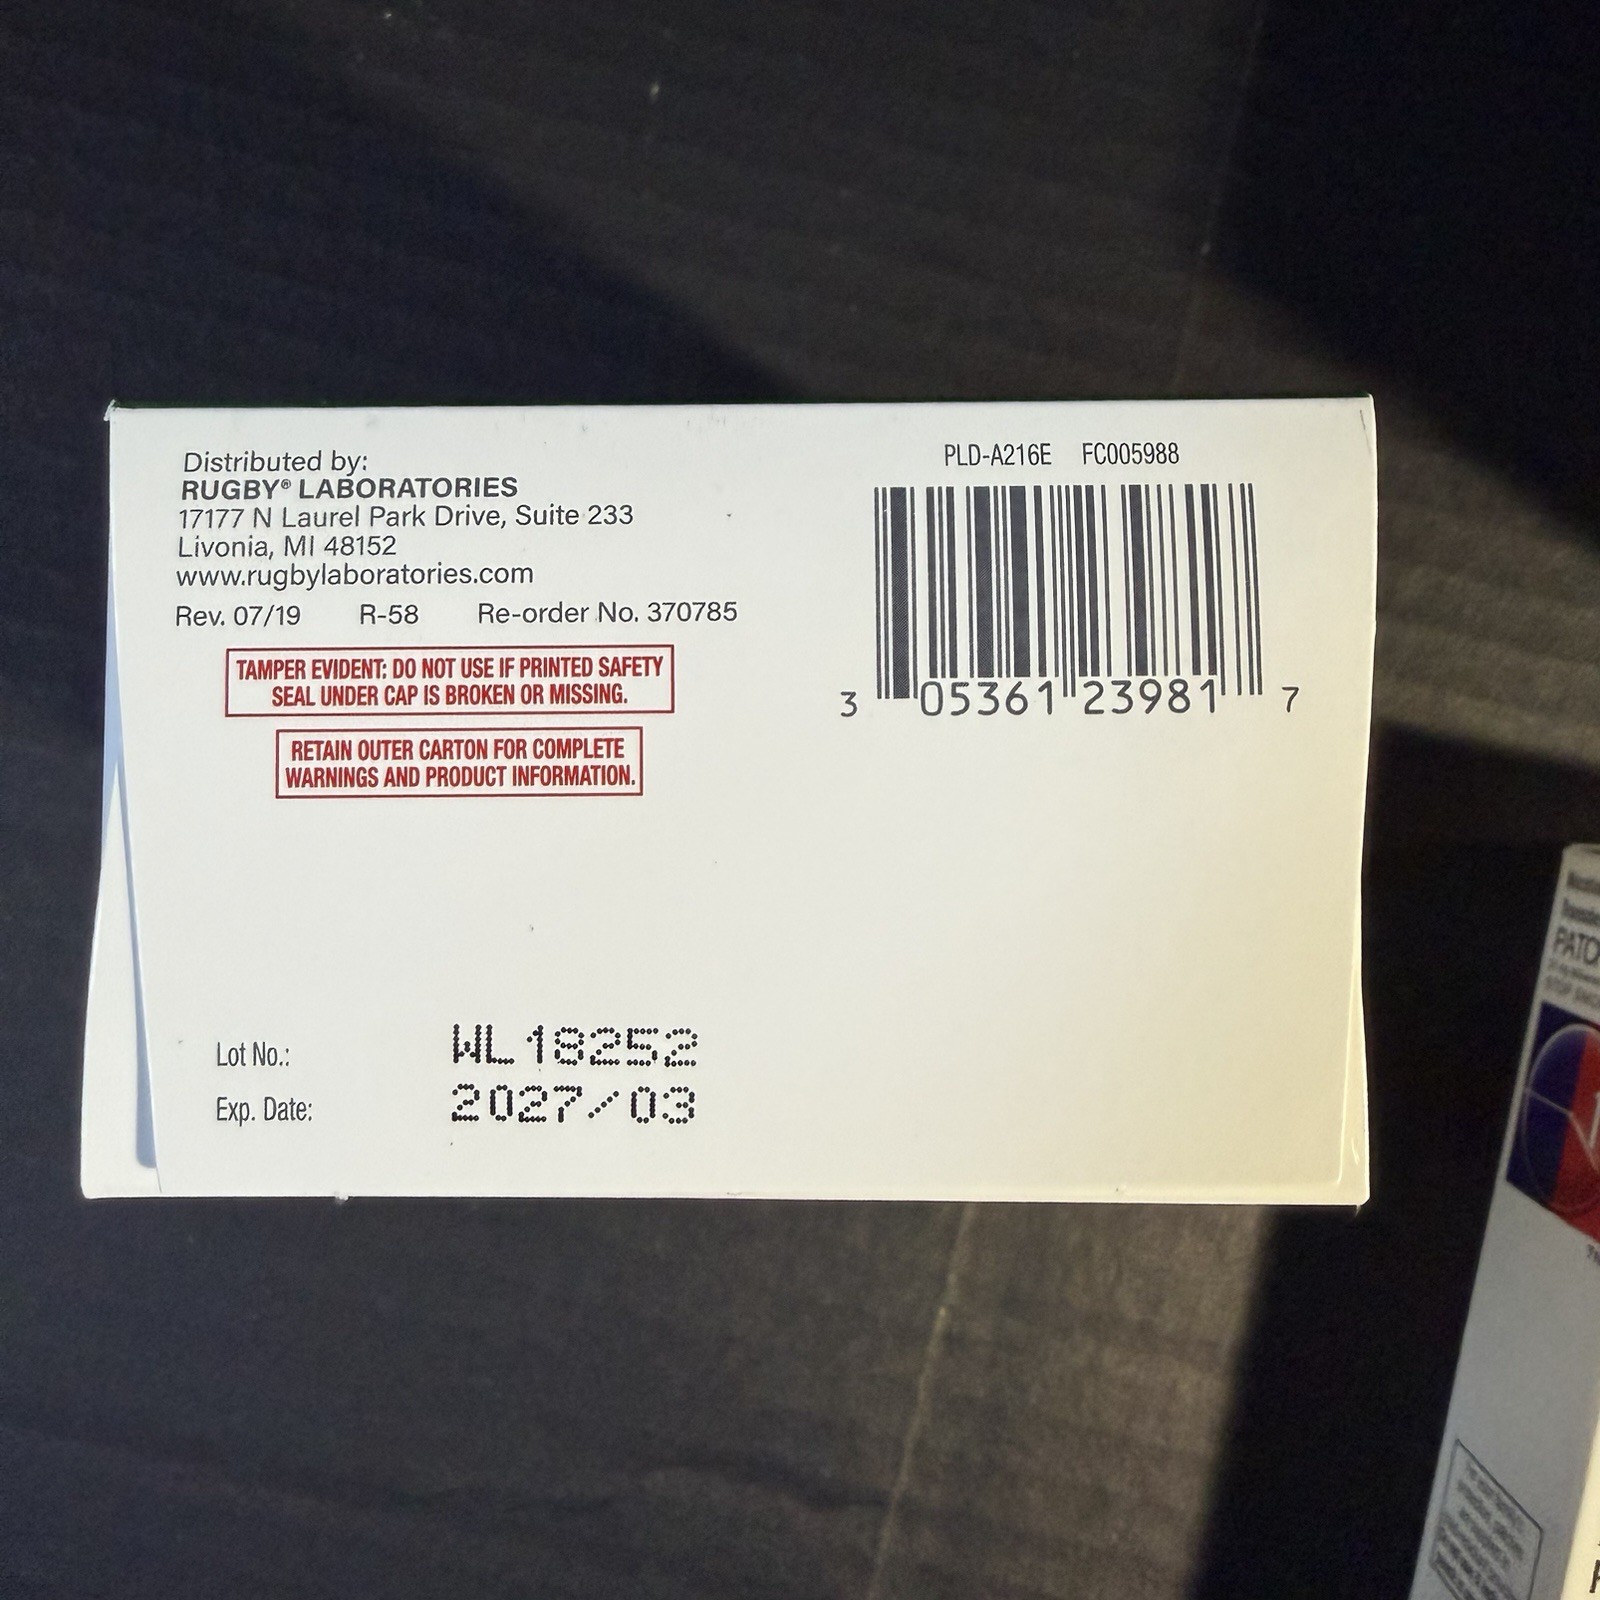 Distributed by:
RUGBY® LABORATORIES
17177 N Laurel Park Drive, Suite 233
Livonia, MI 48152
www.rugbylaboratories.com
Rev. 07/19 R-58 Re-order No. 370785
TAMPER EVIDENT: DO NOT USE IF PRINTED SAFETY
SEAL UNDER CAP IS BROKEN OR MISSING.
RETAIN OUTER CARTON FOR COMPLETE
WARNINGS AND PRODUCT INFORMATION.
PLD-A216E FC005988
3 05361 23981 7
Lot No.: WL18252
Exp. Date: 2027/03